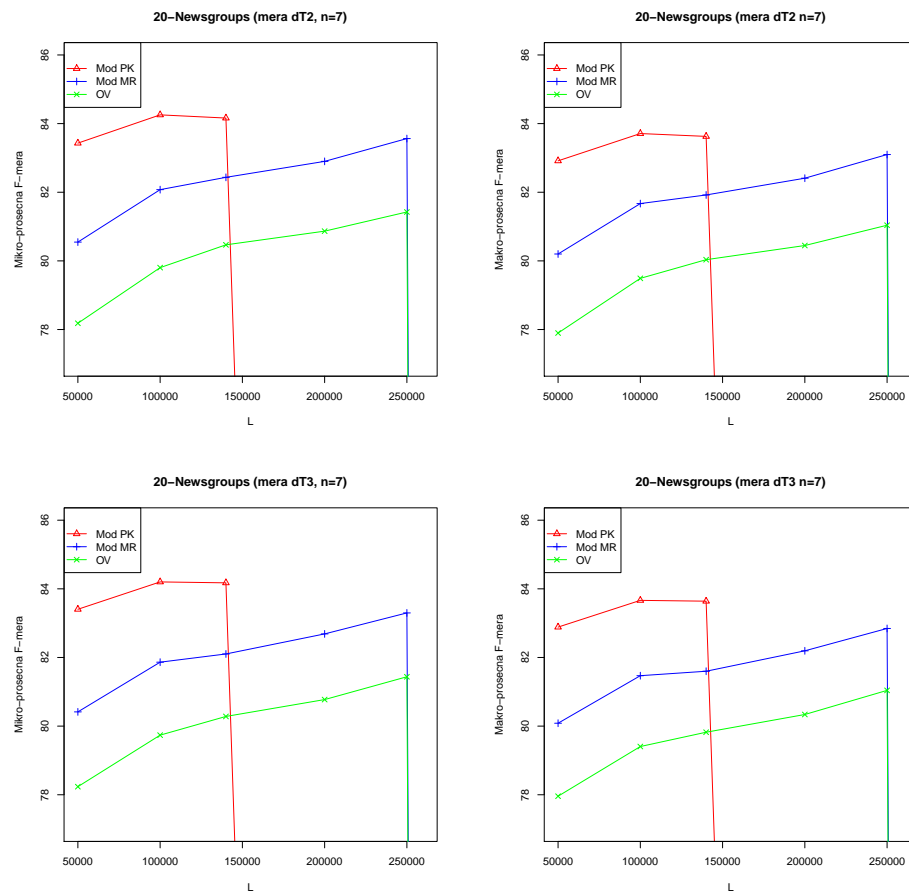 20−Newsgroups (mera dT2, n=7)
Mikro−prosecna F−mera
86
84
82
80
78
Mod PK
Mod MR
OV
50000 100000 150000 200000 250000
L
20−Newsgroups (mera dT2 n=7)
Makro−prosecna F−mera
86
84
82
80
78
Mod PK
Mod MR
OV
50000 100000 150000 200000 250000
L
20−Newsgroups (mera dT3, n=7)
Mikro−prosecna F−mera
86
84
82
80
78
Mod PK
Mod MR
OV
50000 100000 150000 200000 250000
L
20−Newsgroups (mera dT3 n=7)
Makro−prosecna F−mera
86
84
82
80
78
Mod PK
Mod MR
OV
50000 100000 150000 200000 250000
L